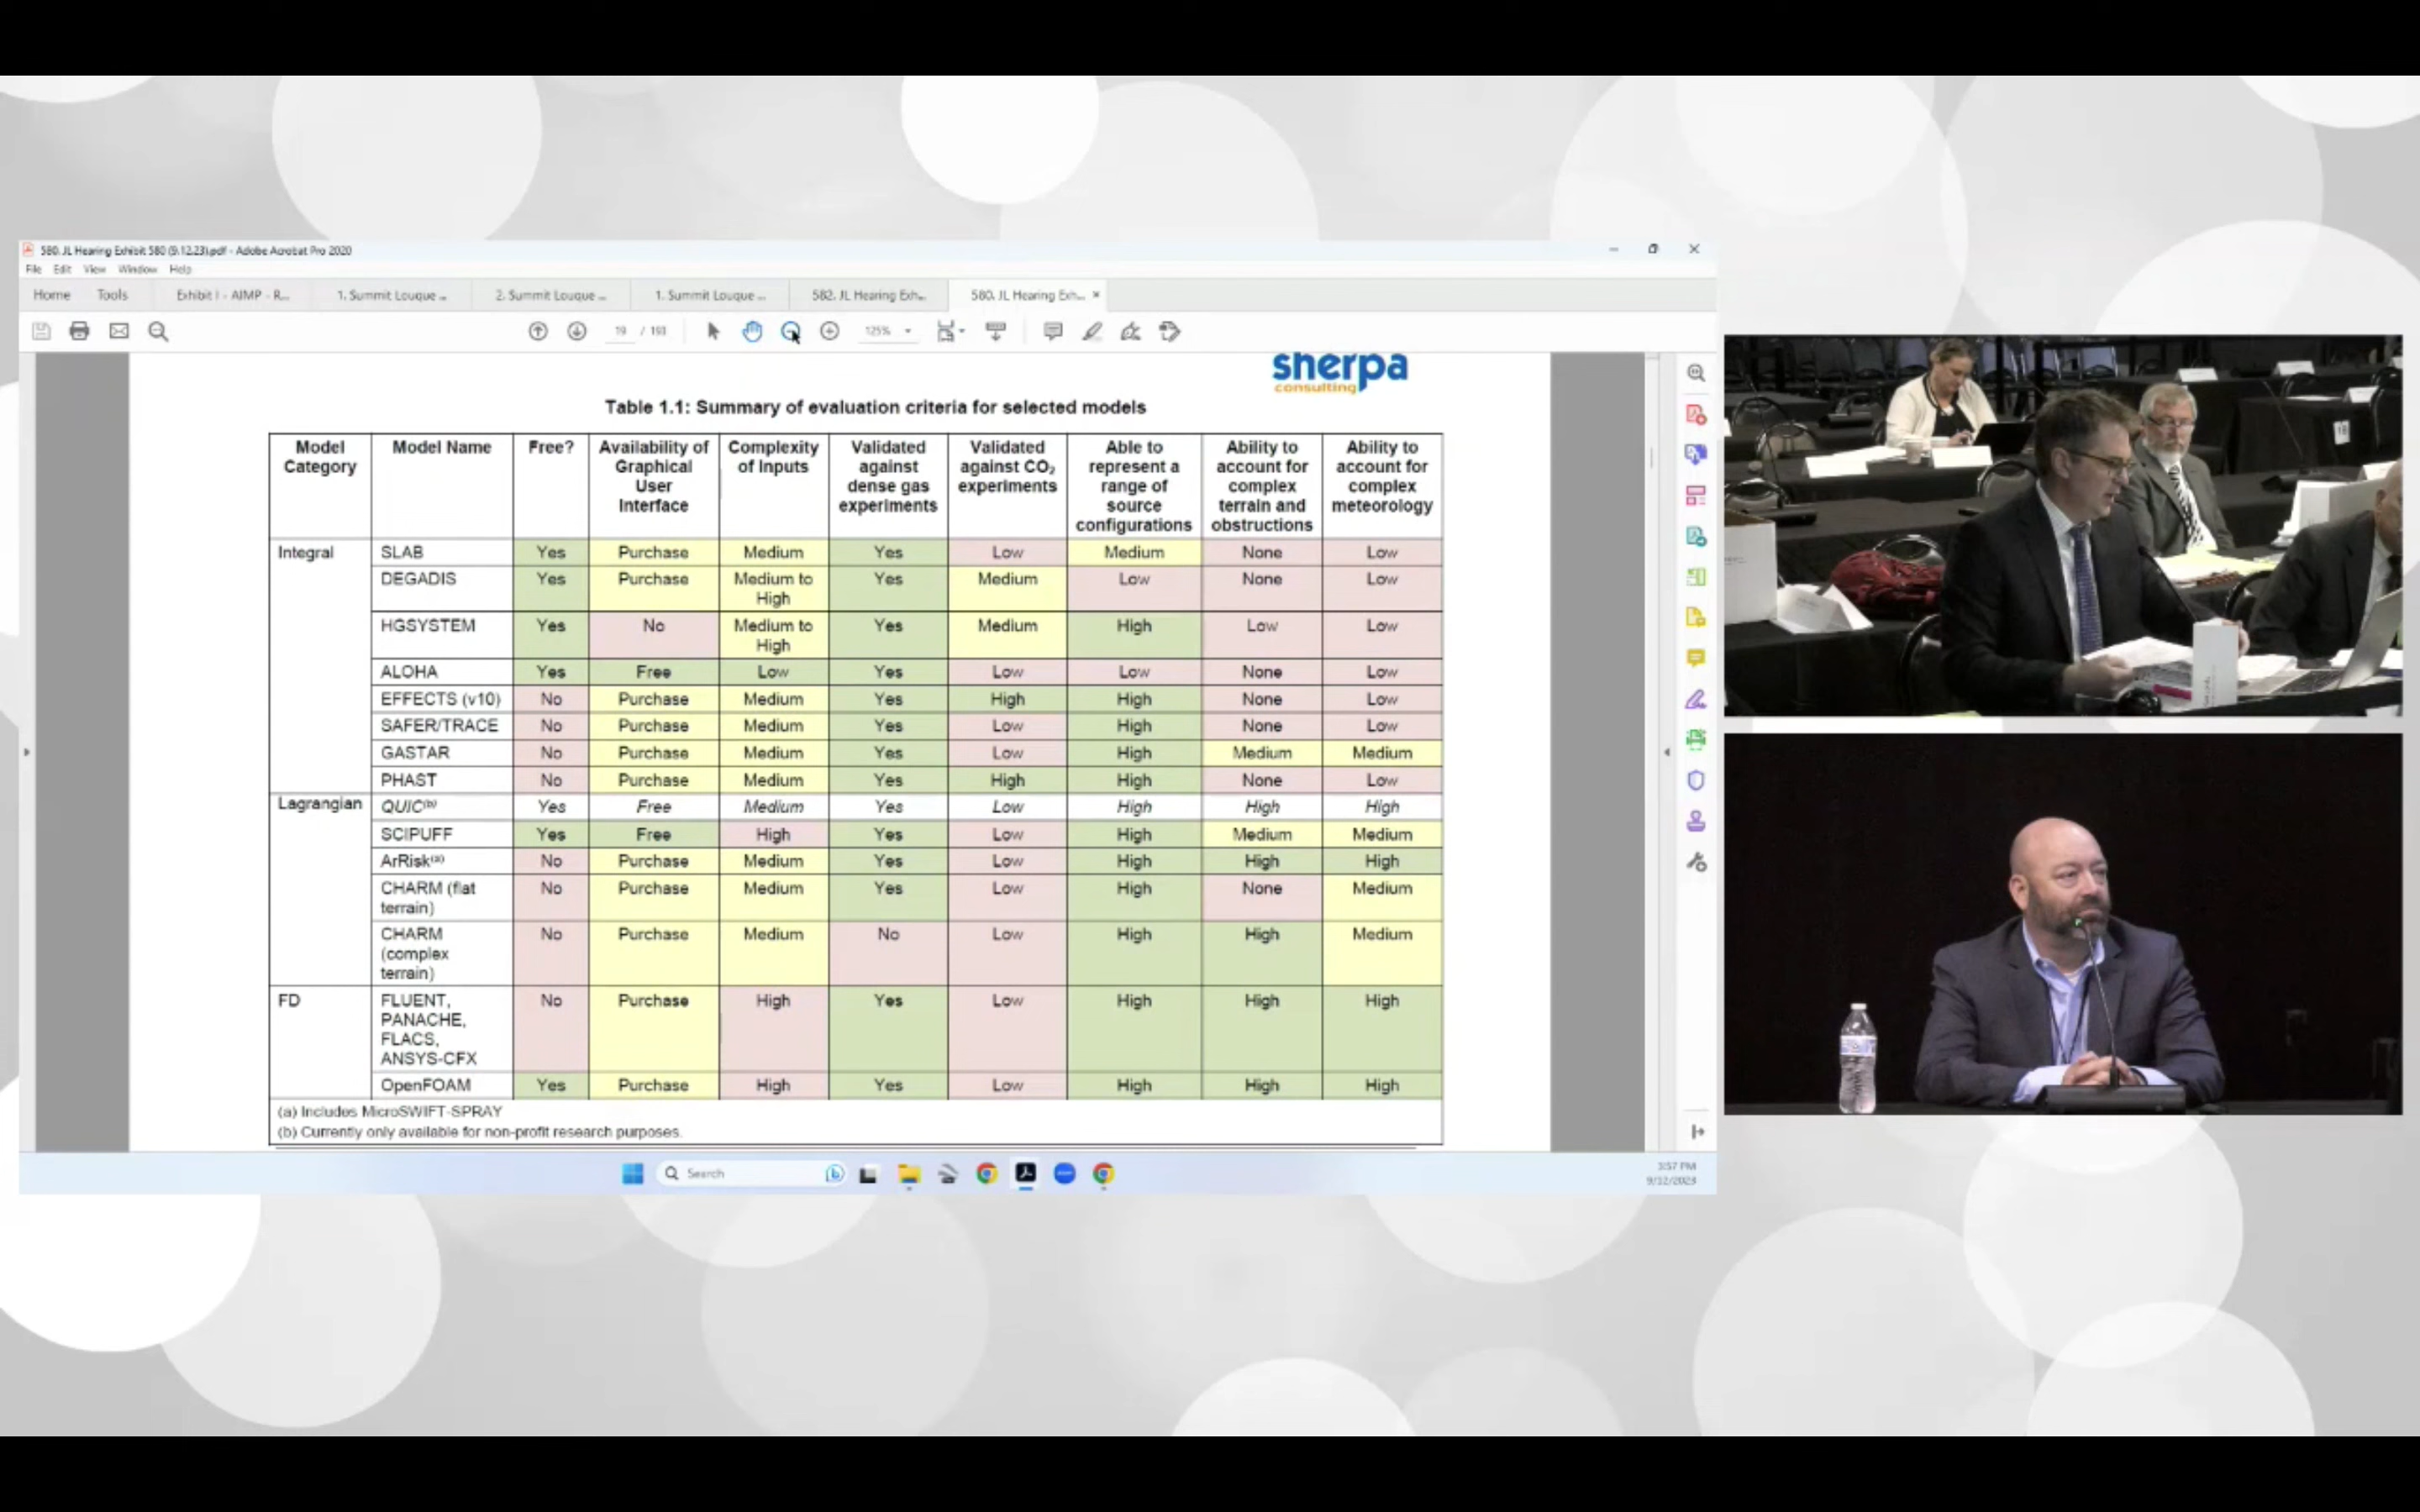 580. JL Hearing Exhibit 580 (9.12.23).pdf - Adobe Acrobat Pro 2020
File Edit View Window Help
Home Tools Exhibit I - AIMP - R... 1. Summit Louque ... 2. Summit Louque ... 1. Summit Louque ... 582. JL Hearing Exh... 580. JL Hearing Exh... ×
19 / 193 125%
sherpa
consulting
Table 1.1: Summary of evaluation criteria for selected models
Model Category Model Name Free? Availability of Graphical User Interface Complexity of Inputs Validated against dense gas experiments Validated against CO₂ experiments Able to represent a range of source configurations Ability to account for complex terrain and obstructions Ability to account for complex meteorology
Integral SLAB Yes Purchase Medium Yes Low Medium None Low
DEGADIS Yes Purchase Medium to High Yes Medium Low None Low
HGSYSTEM Yes No Medium to High Yes Medium High Low Low
ALOHA Yes Free Low Yes Low Low None Low
EFFECTS (v10) No Purchase Medium Yes High High None Low
SAFER/TRACE No Purchase Medium Yes Low High None Low
GASTAR No Purchase Medium Yes Low High Medium Medium
PHAST No Purchase Medium Yes High High None Low
Lagrangian QUIC(b) Yes Free Medium Yes Low High High High
SCIPUFF Yes Free High Yes Low High Medium Medium
ArRisk(a) No Purchase Medium Yes Low High High High
CHARM (flat terrain) No Purchase Medium Yes Low High None Medium
CHARM (complex terrain) No Purchase Medium No Low High High Medium
FD FLUENT, PANACHE, FLACS, ANSYS-CFX No Purchase High Yes Low High High High
OpenFOAM Yes Purchase High Yes Low High High High
(a) Includes MicroSWIFT-SPRAY
(b) Currently only available for non-profit research purposes.
Search
3:57 PM
9/12/2023